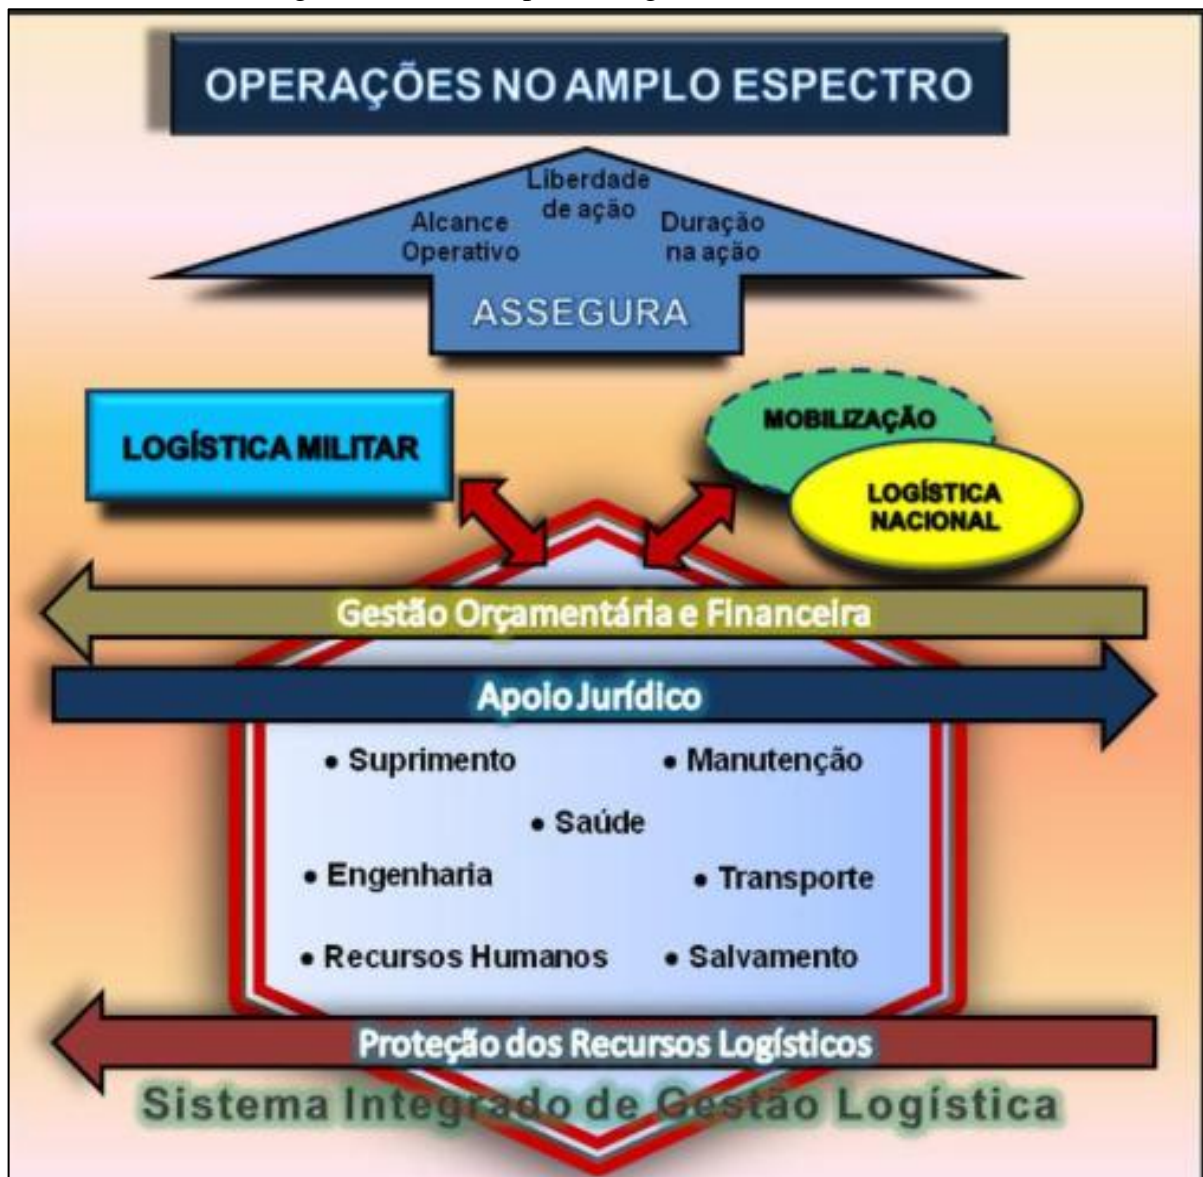 OPERAÇÕES NO AMPLO ESPECTRO
Liberdade
de ação
Alcance
Operativo
Duração
na ação
ASSEGURA
LOGÍSTICA MILITAR
MOBILIZAÇÃO
LOGÍSTICA
NACIONAL
Gestão Orçamentária e Financeira
Apoio Jurídico
• Suprimento
• Manutenção
• Saúde
• Engenharia
• Transporte
• Recursos Humanos
• Salvamento
Proteção dos Recursos Logísticos
Sistema Integrado de Gestão Logística